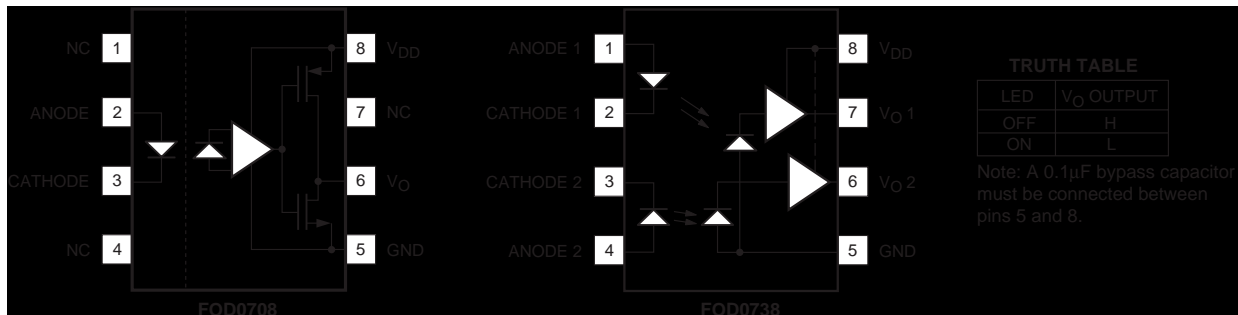 NC 1
8 VDD
ANODE 2
7 NC
CATHODE 3
6 VO
NC 4
5 GND
FOD0708
ANODE 1 1
8 VDD
CATHODE 1 2
7 VO 1
CATHODE 2 3
6 VO 2
ANODE 2 4
5 GND
FOD0738
TRUTH TABLE
LED VO OUTPUT
OFF H
ON L
Note: A 0.1μF bypass capacitor
must be connected between
pins 5 and 8.